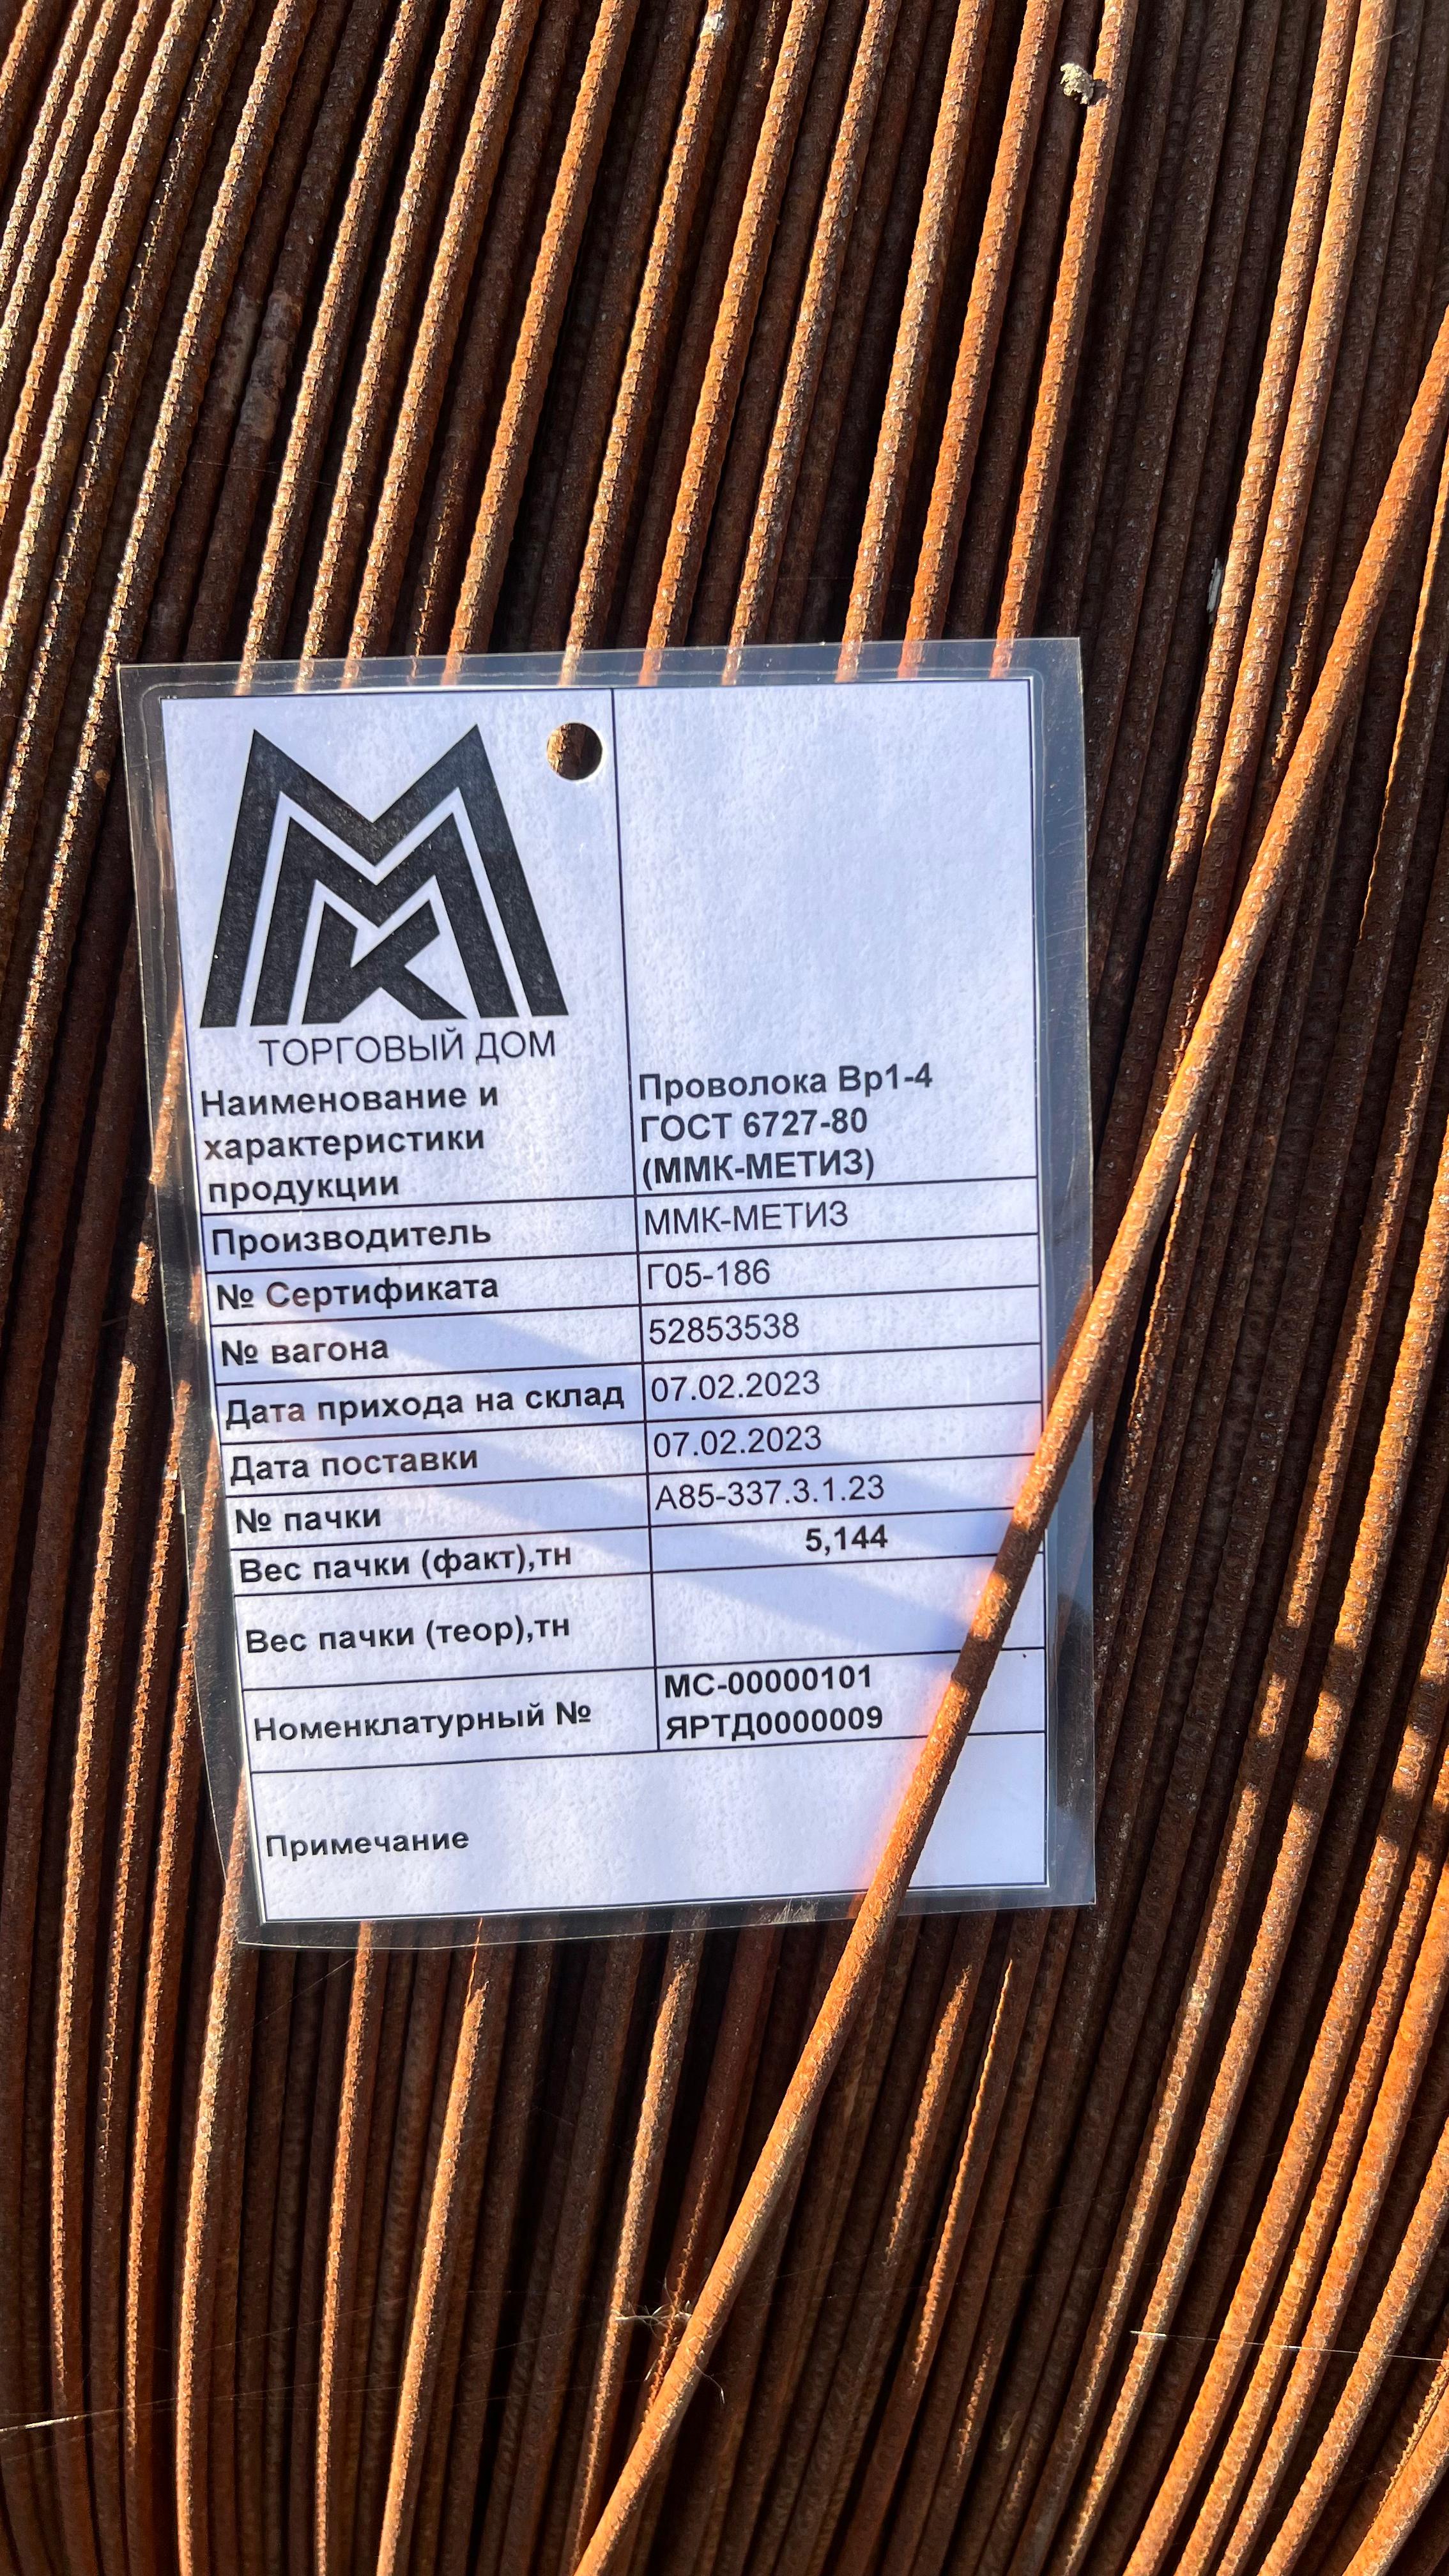 ММК
ТОРГОВЫЙ ДОМ
Наименование и
характеристики
продукции
Проволока Вр1-4
ГОСТ 6727-80
(ММК-МЕТИЗ)
Производитель
ММК-МЕТИЗ
№ Сертификата
Г05-186
№ вагона
52853538
Дата прихода на склад
07.02.2023
Дата поставки
07.02.2023
№ пачки
А85-337.3.1.23
Вес пачки (факт),тн
5,144
Вес пачки (теор),тн
Номенклатурный №
МС-00000101
ЯРТД0000009
Примечание